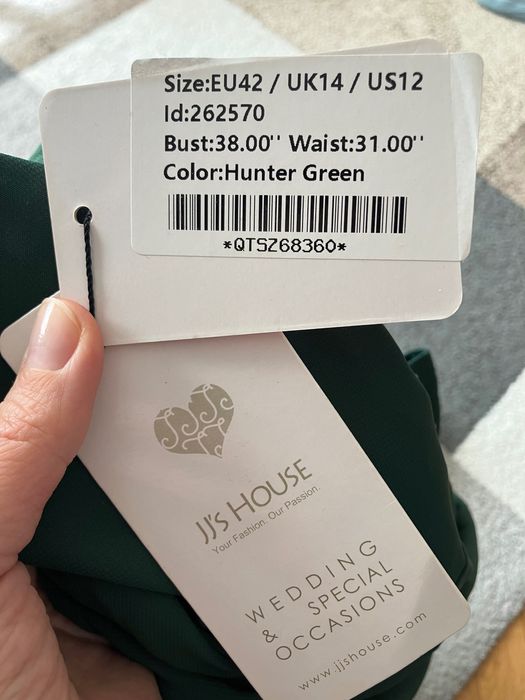 Size:EU42 / UK14 / US12
Id:262570
Bust:38.00'' Waist:31.00''
Color:Hunter Green
*QTSZ68360*
JJ's HOUSE
Your Fashion. Our Passion.
WEDDING
& SPECIAL
OCCASIONS
www.jjshouse.com